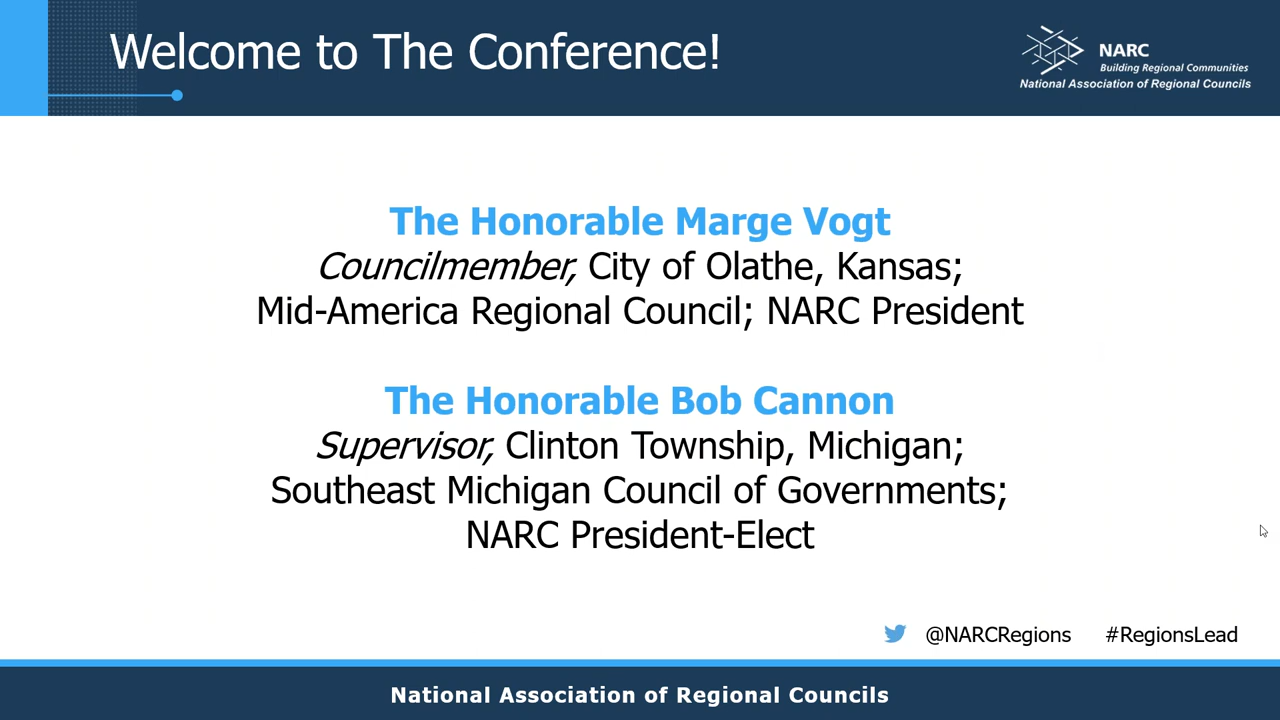 Welcome to The Conference!
NARC
Building Regional Communities
National Association of Regional Councils
The Honorable Marge Vogt
Councilmember, City of Olathe, Kansas;
Mid-America Regional Council; NARC President
The Honorable Bob Cannon
Supervisor, Clinton Township, Michigan;
Southeast Michigan Council of Governments;
NARC President-Elect
@NARCRegions #RegionsLead
National Association of Regional Councils